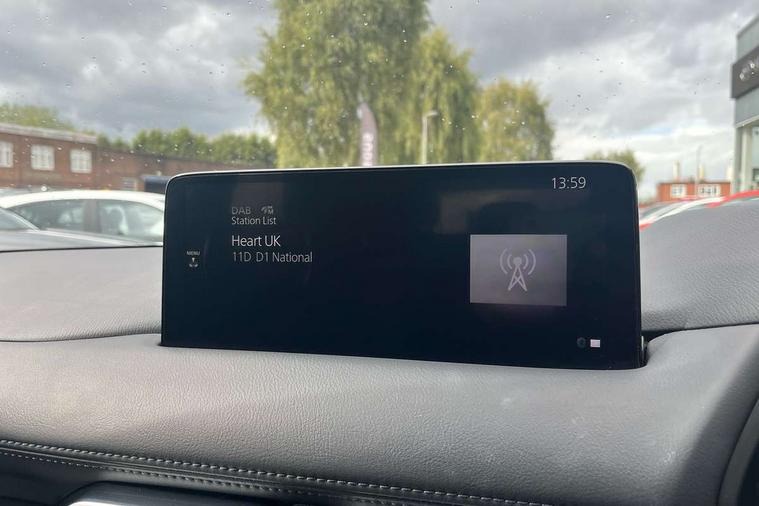 13:59
DAB
Station List
Heart UK
11D D1 National
MENU